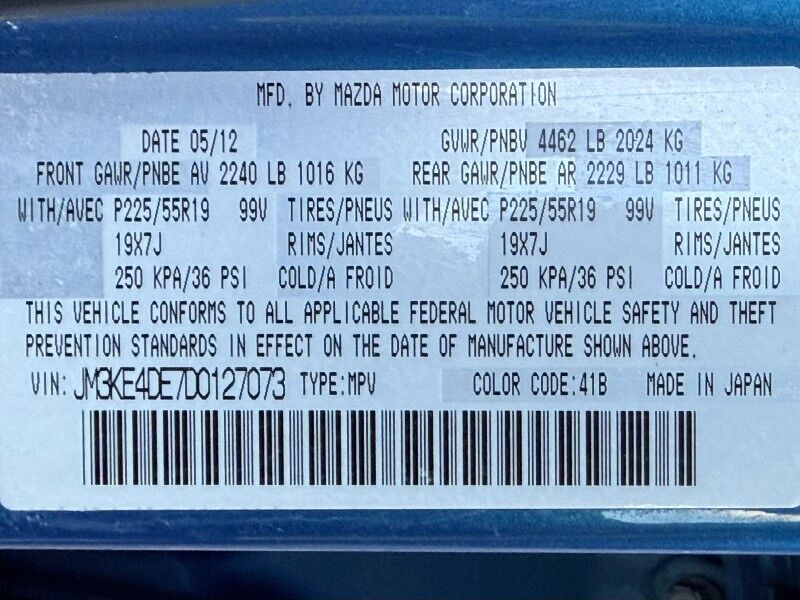 MFD. BY MAZDA MOTOR CORPORATION
DATE 05/12 GVWR/PNBV 4462 LB 2024 KG
FRONT GAWR/PNBE AV 2240 LB 1016 KG REAR GAWR/PNBE AR 2229 LB 1011 KG
WITH/AVEC P225/55R19 99V TIRES/PNEUS WITH/AVEC P225/55R19 99V TIRES/PNEUS
19X7J RIMS/JANTES 19X7J RIMS/JANTES
250 KPA/36 PSI COLD/A FROID 250 KPA/36 PSI COLD/A FROID
THIS VEHICLE CONFORMS TO ALL APPLICABLE FEDERAL MOTOR VEHICLE SAFETY AND THEFT
PREVENTION STANDARDS IN EFFECT ON THE DATE OF MANUFACTURE SHOWN ABOVE.
VIN: JM3KE4DE7D0127073 TYPE:MPV COLOR CODE:41B MADE IN JAPAN